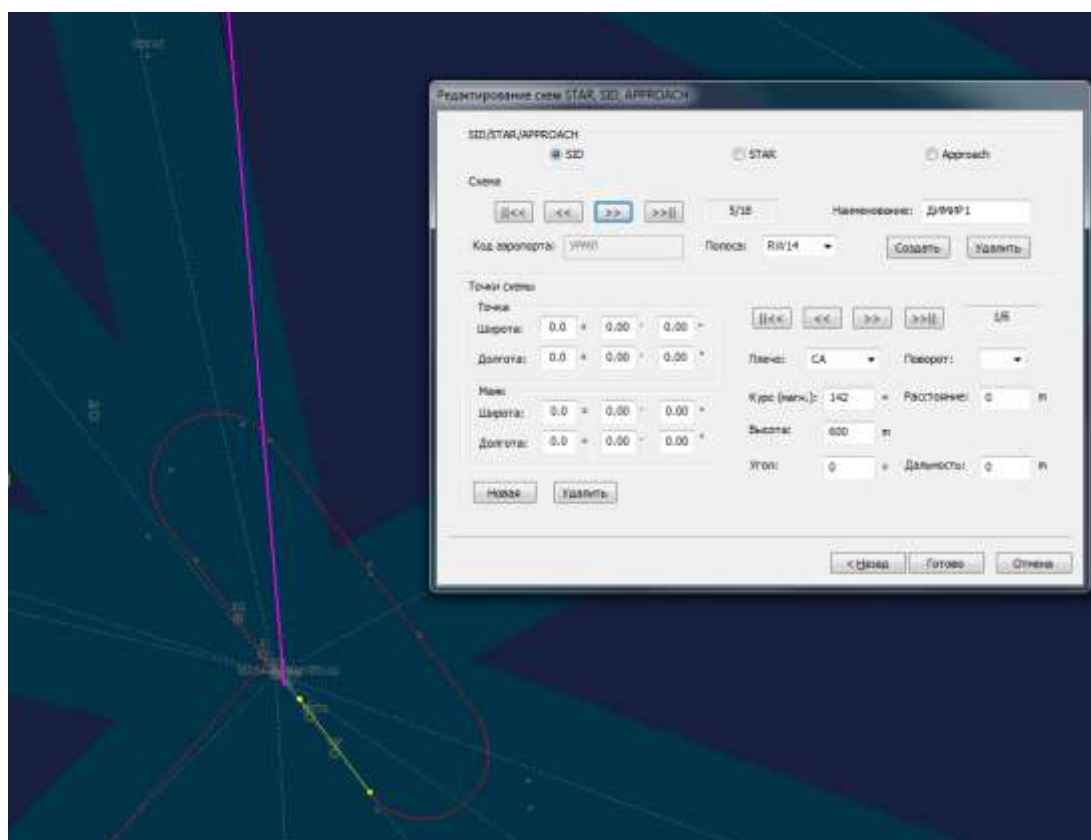 Редактирование схем STAR, SID, APPROACH
SID/STAR/APPROACH
SID STAR Approach
Схема
||<< << >> >>|| 5/18 Наименование: ДИМИР1
Код аэропорта: УРМЛ Полоса: RW14 Создать Удалить
Точки схемы
Точка
||<< << >> >>|| 1/6
Широта: 0.0 ° 0.00 ' 0.00 "
Долгота: 0.0 ° 0.00 ' 0.00 "
Плечо: CA Поворот:
Маяк
Курс (магн.): 142 ° Расстояние: 0 m
Широта: 0.0 ° 0.00 ' 0.00 "
Высота: 600 m
Долгота: 0.0 ° 0.00 ' 0.00 "
Угол: 0 ° Дальность: 0 m
Новая Удалить
< Назад Готово Отмена